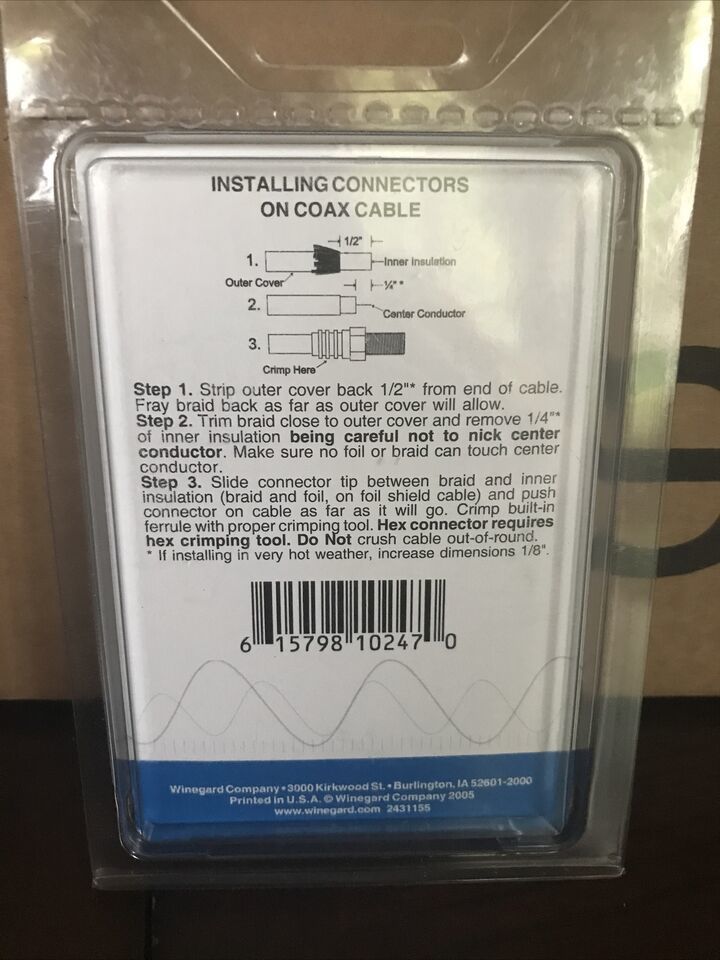 INSTALLING CONNECTORS
ON COAX CABLE
1/2"
1.
Inner Insulation
Outer Cover
1/4" *
2.
Center Conductor
3.
Crimp Here
Step 1. Strip outer cover back 1/2"* from end of cable.
Fray braid back as far as outer cover will allow.
Step 2. Trim braid close to outer cover and remove 1/4"*
of inner insulation being careful not to nick center
conductor. Make sure no foil or braid can touch center
conductor.
Step 3. Slide connector tip between braid and inner
insulation (braid and foil, on foil shield cable) and push
connector on cable as far as it will go. Crimp built-in
ferrule with proper crimping tool. Hex connector requires
hex crimping tool. Do Not crush cable out-of-round.
* If installing in very hot weather, increase dimensions 1/8".
6 15798 10247 0
Winegard Company • 3000 Kirkwood St. • Burlington, IA 52601-2000
Printed in U.S.A. © Winegard Company 2005
www.winegard.com 2431155